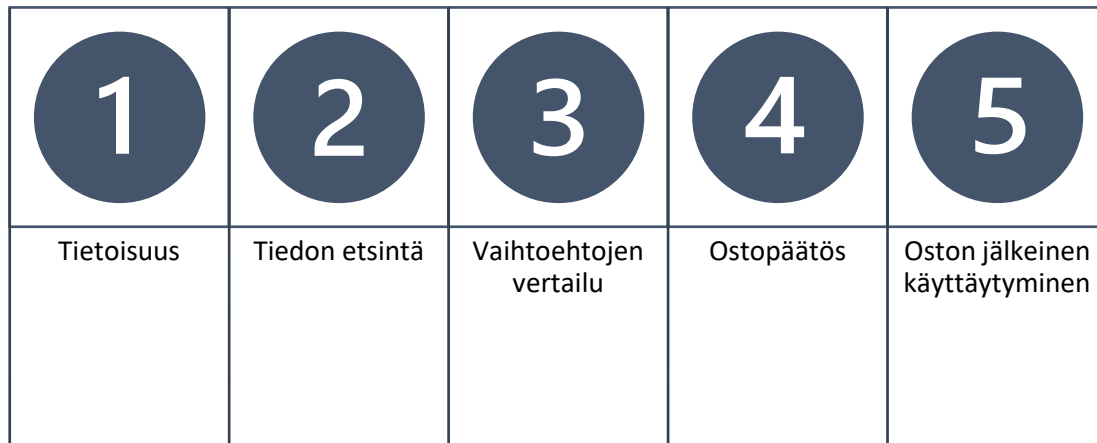 1
2
3
4
5
Tietoisuus
Tiedon etsintä
Vaihtoehtojen
vertailu
Ostopäätös
Oston jälkeinen
käyttäytyminen